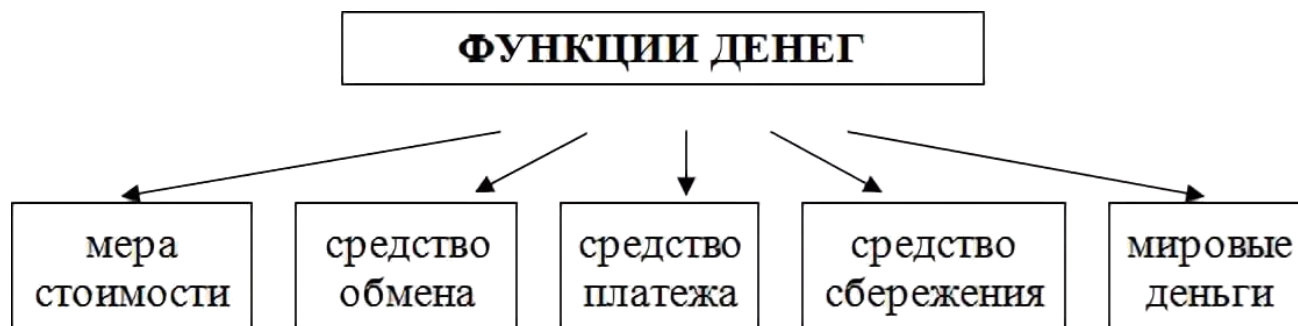 ФУНКЦИИ ДЕНЕГ
мера
стоимости
средство
обмена
средство
платежа
средство
сбережения
мировые
деньги